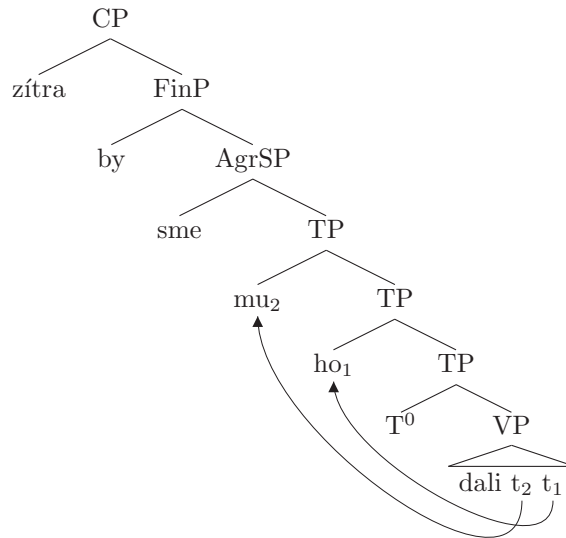 CP
zítra FinP
by AgrSP
sme TP
mu₂ TP
ho₁ TP
T⁰ VP
dali t₂ t₁